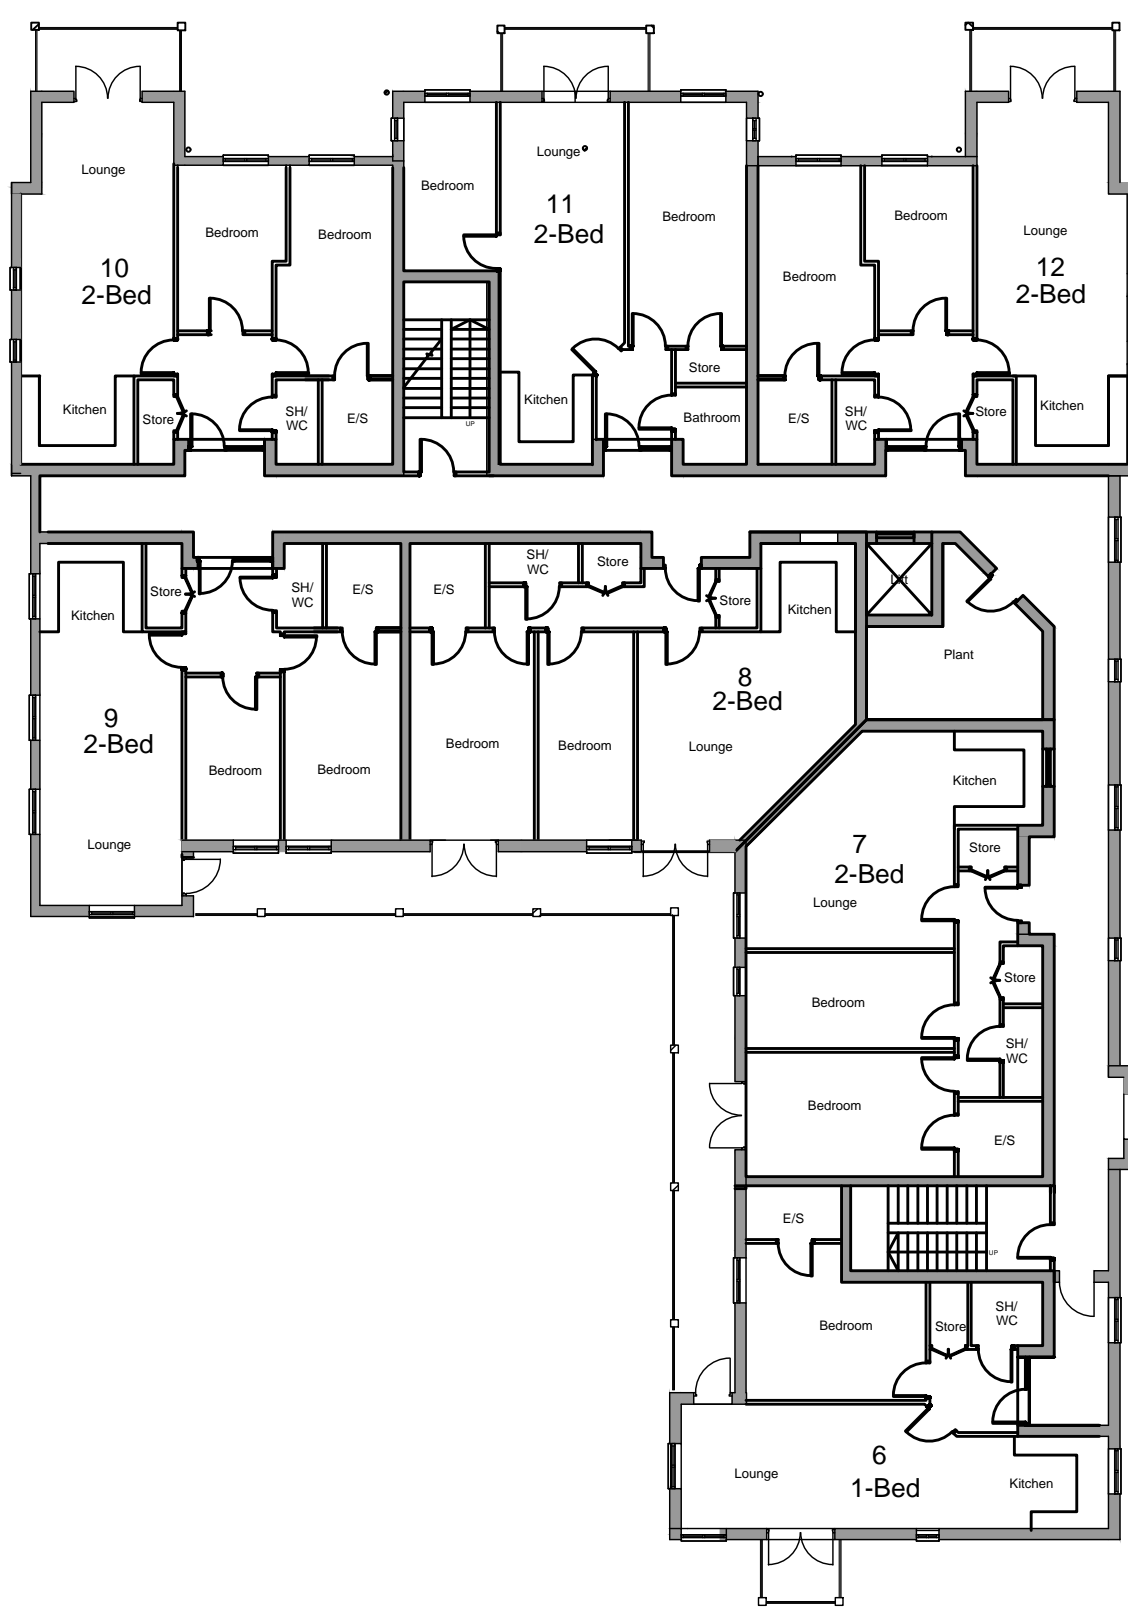 Lounge
10
2-Bed
Bedroom
Bedroom
Kitchen
Store
SH/
WC
E/S
UP
Bedroom
Lounge
11
2-Bed
Bedroom
Kitchen
Store
Bathroom
Bedroom
Bedroom
Lounge
12
2-Bed
E/S
SH/
WC
Store
Kitchen
Kitchen
Store
SH/
WC
E/S
9
2-Bed
Bedroom
Bedroom
Lounge
E/S
SH/
WC
Store
Store
Kitchen
8
2-Bed
Bedroom
Bedroom
Lounge
Lift
Plant
Kitchen
7
2-Bed
Store
Lounge
Bedroom
Store
SH/
WC
Bedroom
E/S
E/S
UP
Bedroom
Store
SH/
WC
6
1-Bed
Lounge
Kitchen